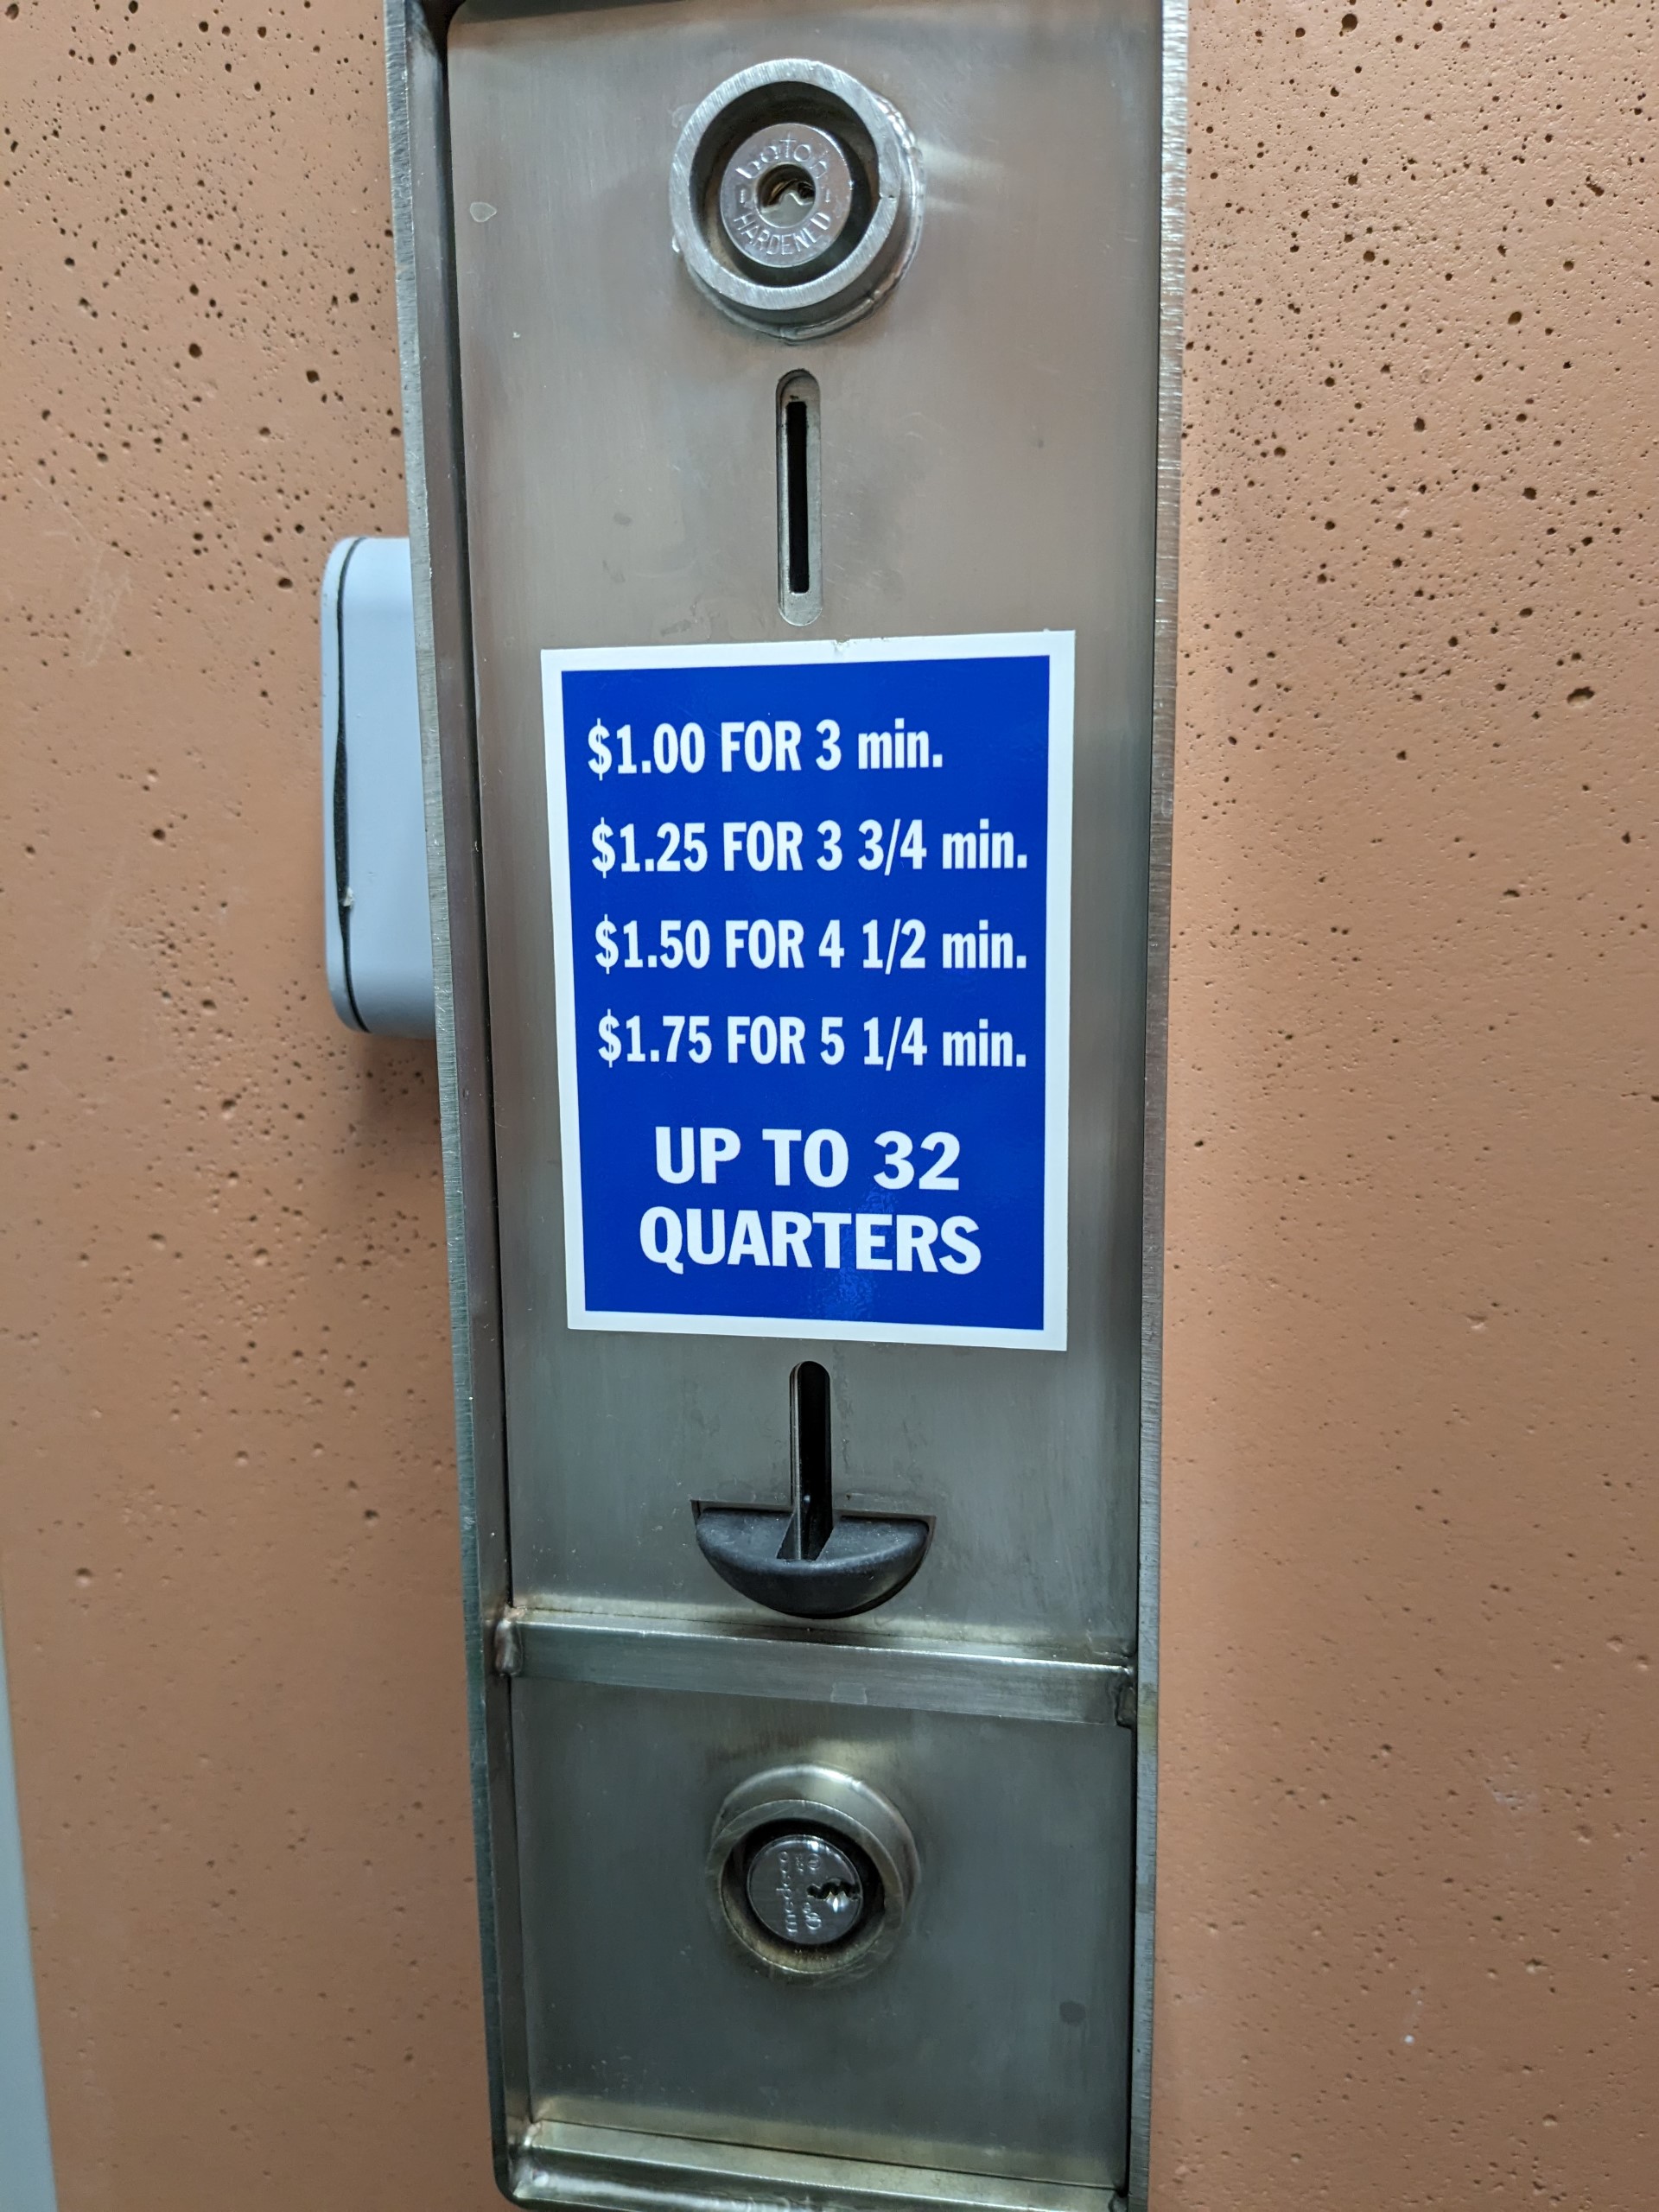 HARDENED
$1.00 FOR 3 min.
$1.25 FOR 3 3/4 min.
$1.50 FOR 4 1/2 min.
$1.75 FOR 5 1/4 min.
UP TO 32
QUARTERS